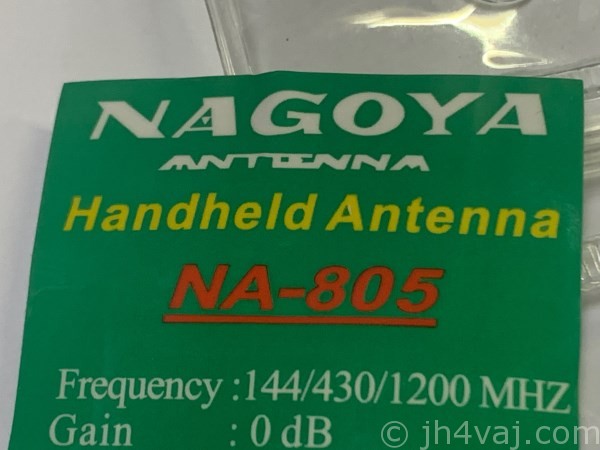 NAGOYA
ANTENNA
Handheld Antenna
NA-805
Frequency :144/430/1200 MHZ
Gain : 0 dB
© jh4vaj.com